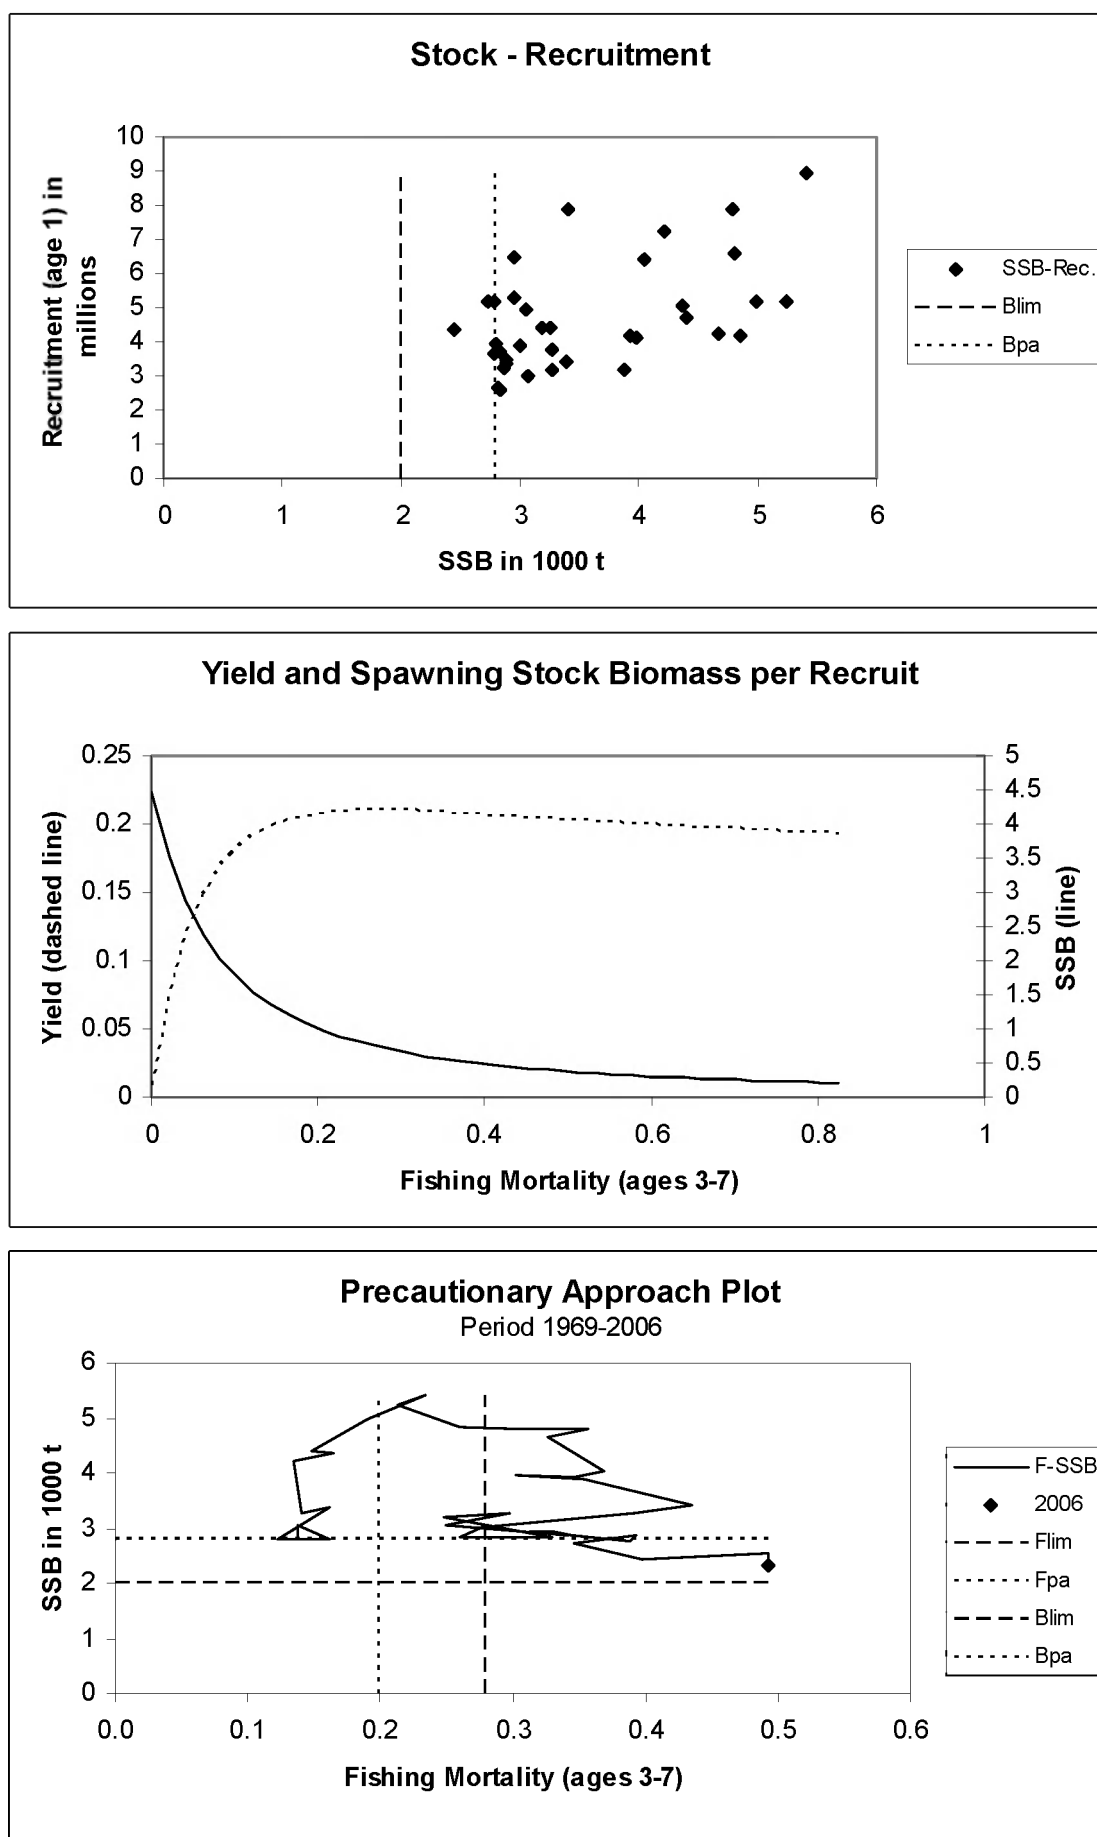 Stock - Recruitment
Recruitment (age 1) in
millions
10
9
8
7
6
5
4
3
2
1
0
0 1 2 3 4 5 6
SSB in 1000 t
SSB-Rec.
Blim
Bpa
Yield and Spawning Stock Biomass per Recruit
Yield (dashed line)
0.25
0.2
0.15
0.1
0.05
0
5
4.5
4
3.5
3
2.5
2
1.5
1
0.5
0
SSB (line)
0 0.2 0.4 0.6 0.8 1
Fishing Mortality (ages 3-7)
Precautionary Approach Plot
Period 1969-2006
SSB in 1000 t
6
5
4
3
2
1
0
0.0 0.1 0.2 0.3 0.4 0.5 0.6
Fishing Mortality (ages 3-7)
F-SSB
2006
Flim
Fpa
Blim
Bpa